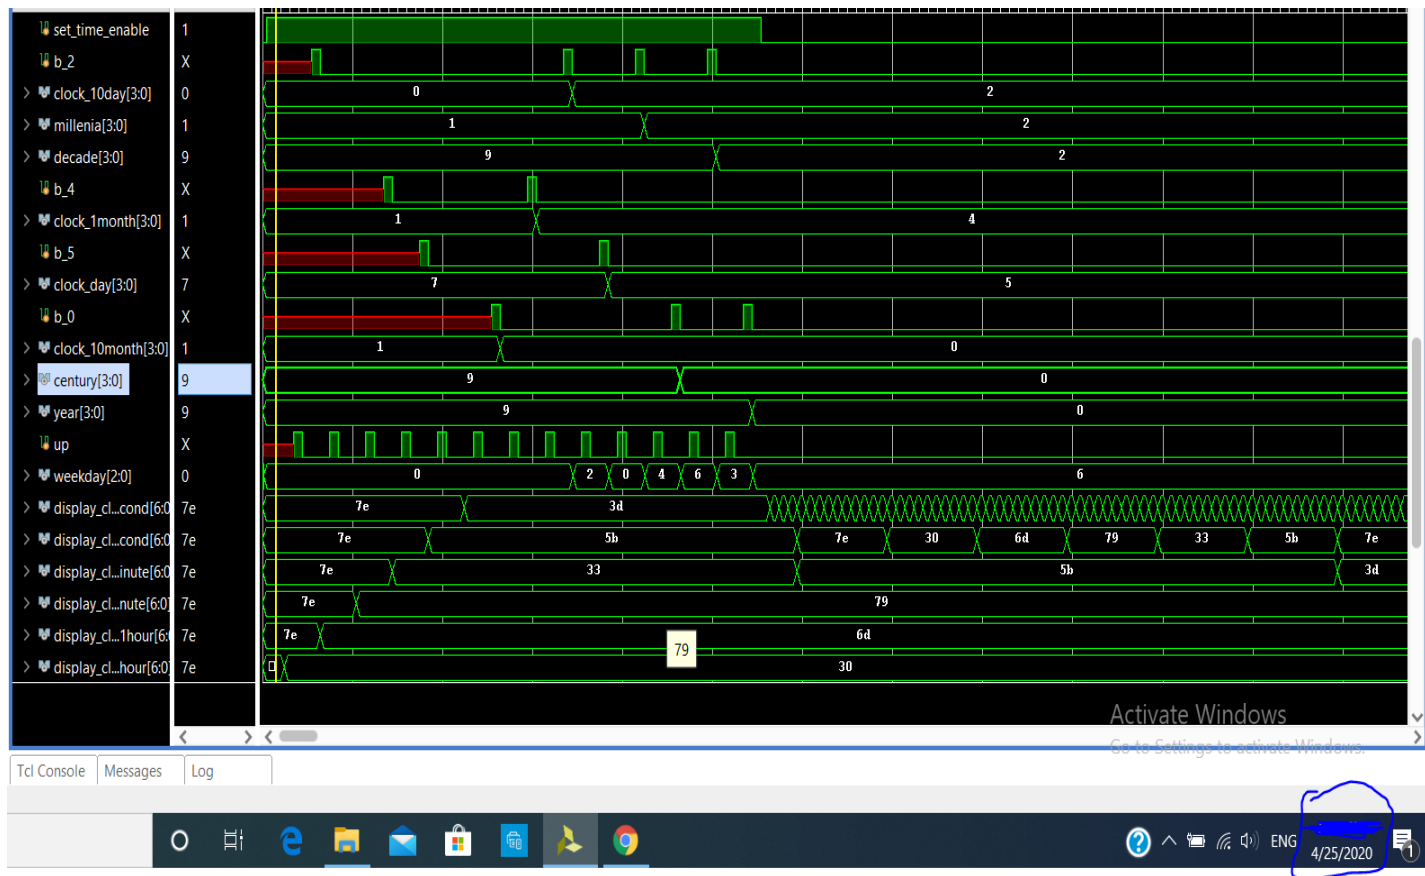 set_time_enable 1
b_2 X
clock_10day[3:0] 0 0 2
millenia[3:0] 1 1 2
decade[3:0] 9 9 2
b_4 X
clock_1month[3:0] 1 1 4
b_5 X
clock_day[3:0] 7 7 5
b_0 X
clock_10month[3:0] 1 1 0
century[3:0] 9 9 0
year[3:0] 9 9 0
up X
weekday[2:0] 0 0 2 0 4 6 3 6
display_cl...cond[6:0 7e 7e 3d
display_cl...cond[6:0 7e 7e 5b 7e 30 6d 79 33 5b 7e
display_cl...inute[6:0 7e 7e 33 5b 3d
display_cl...nute[6:0] 7e 7e 79
display_cl...1hour[6:( 7e 7e 6d
79
display_cl...hour[6:0] 7e 30
Activate Windows
Go to Settings to activate Windows.
Tcl Console Messages Log
ENG
4/25/2020
1